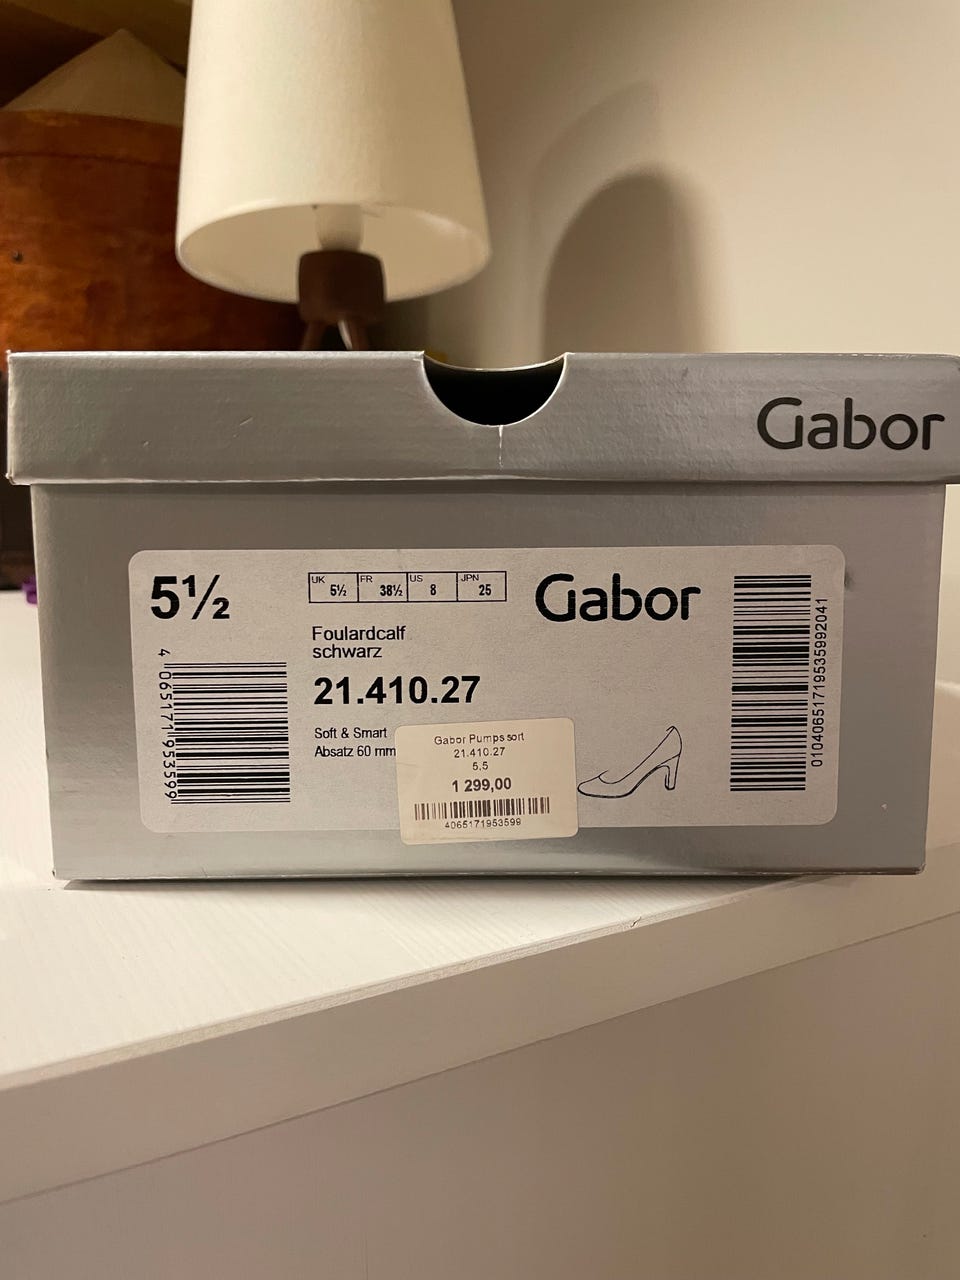 Gabor
5½
UK 5½ FR 38½ US 8 JPN 25
Gabor
Foulardcalf
schwarz
21.410.27
Soft & Smart
Absatz 60 mm
4 065171 953599
01040651719535992041
Gabor Pumps sort
21.410.27
5.5
1 299,00
4065171953599